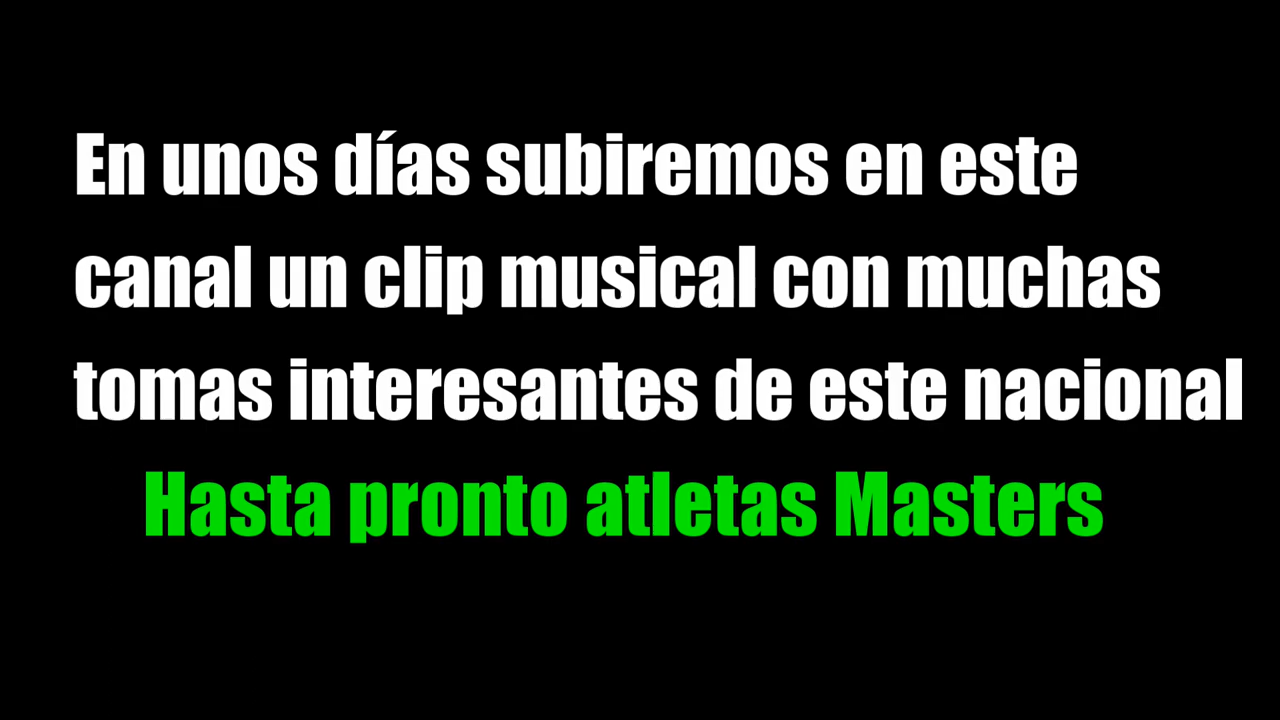 En unos días subiremos en este
canal un clip musical con muchas
tomas interesantes de este nacional
Hasta pronto atletas Masters